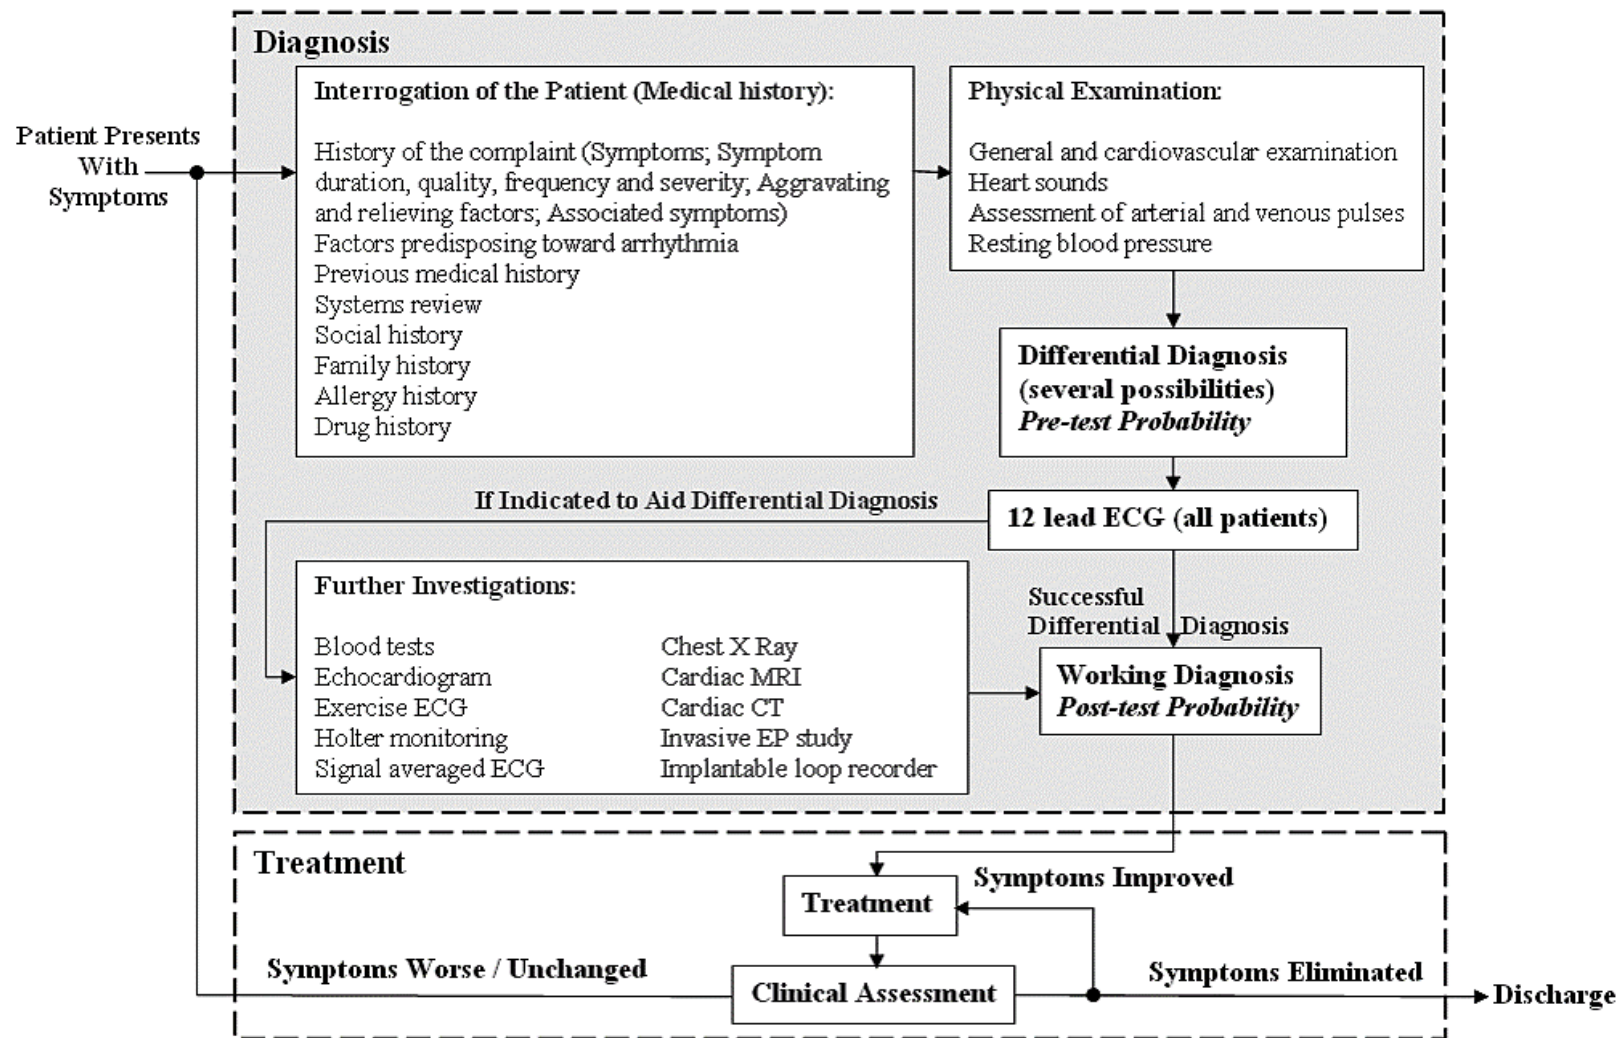 Diagnosis
Patient Presents
With
Symptoms
Interrogation of the Patient (Medical history):
History of the complaint (Symptoms; Symptom
duration, quality, frequency and severity; Aggravating
and relieving factors; Associated symptoms)
Factors predisposing toward arrhythmia
Previous medical history
Systems review
Social history
Family history
Allergy history
Drug history
Physical Examination:
General and cardiovascular examination
Heart sounds
Assessment of arterial and venous pulses
Resting blood pressure
Differential Diagnosis
(several possibilities)
Pre-test Probability
If Indicated to Aid Differential Diagnosis
12 lead ECG (all patients)
Further Investigations:
Blood tests
Echocardiogram
Exercise ECG
Holter monitoring
Signal averaged ECG
Chest X Ray
Cardiac MRI
Cardiac CT
Invasive EP study
Implantable loop recorder
Successful
Differential Diagnosis
Working Diagnosis
Post-test Probability
Treatment
Treatment
Symptoms Improved
Symptoms Worse / Unchanged
Clinical Assessment
Symptoms Eliminated
Discharge